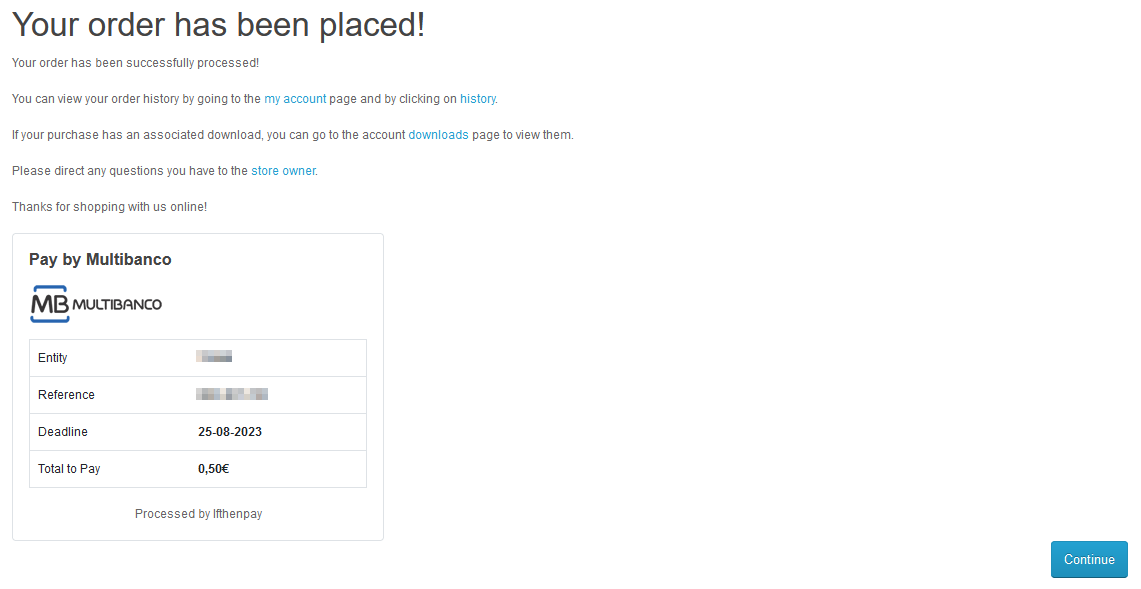 Your order has been placed!
Your order has been successfully processed!
You can view your order history by going to the my account page and by clicking on history.
If your purchase has an associated download, you can go to the account downloads page to view them.
Please direct any questions you have to the store owner.
Thanks for shopping with us online!
Pay by Multibanco
MB MULTIBANCO
Entity
Reference
Deadline 25-08-2023
Total to Pay 0,50€
Processed by Ifthenpay
Continue